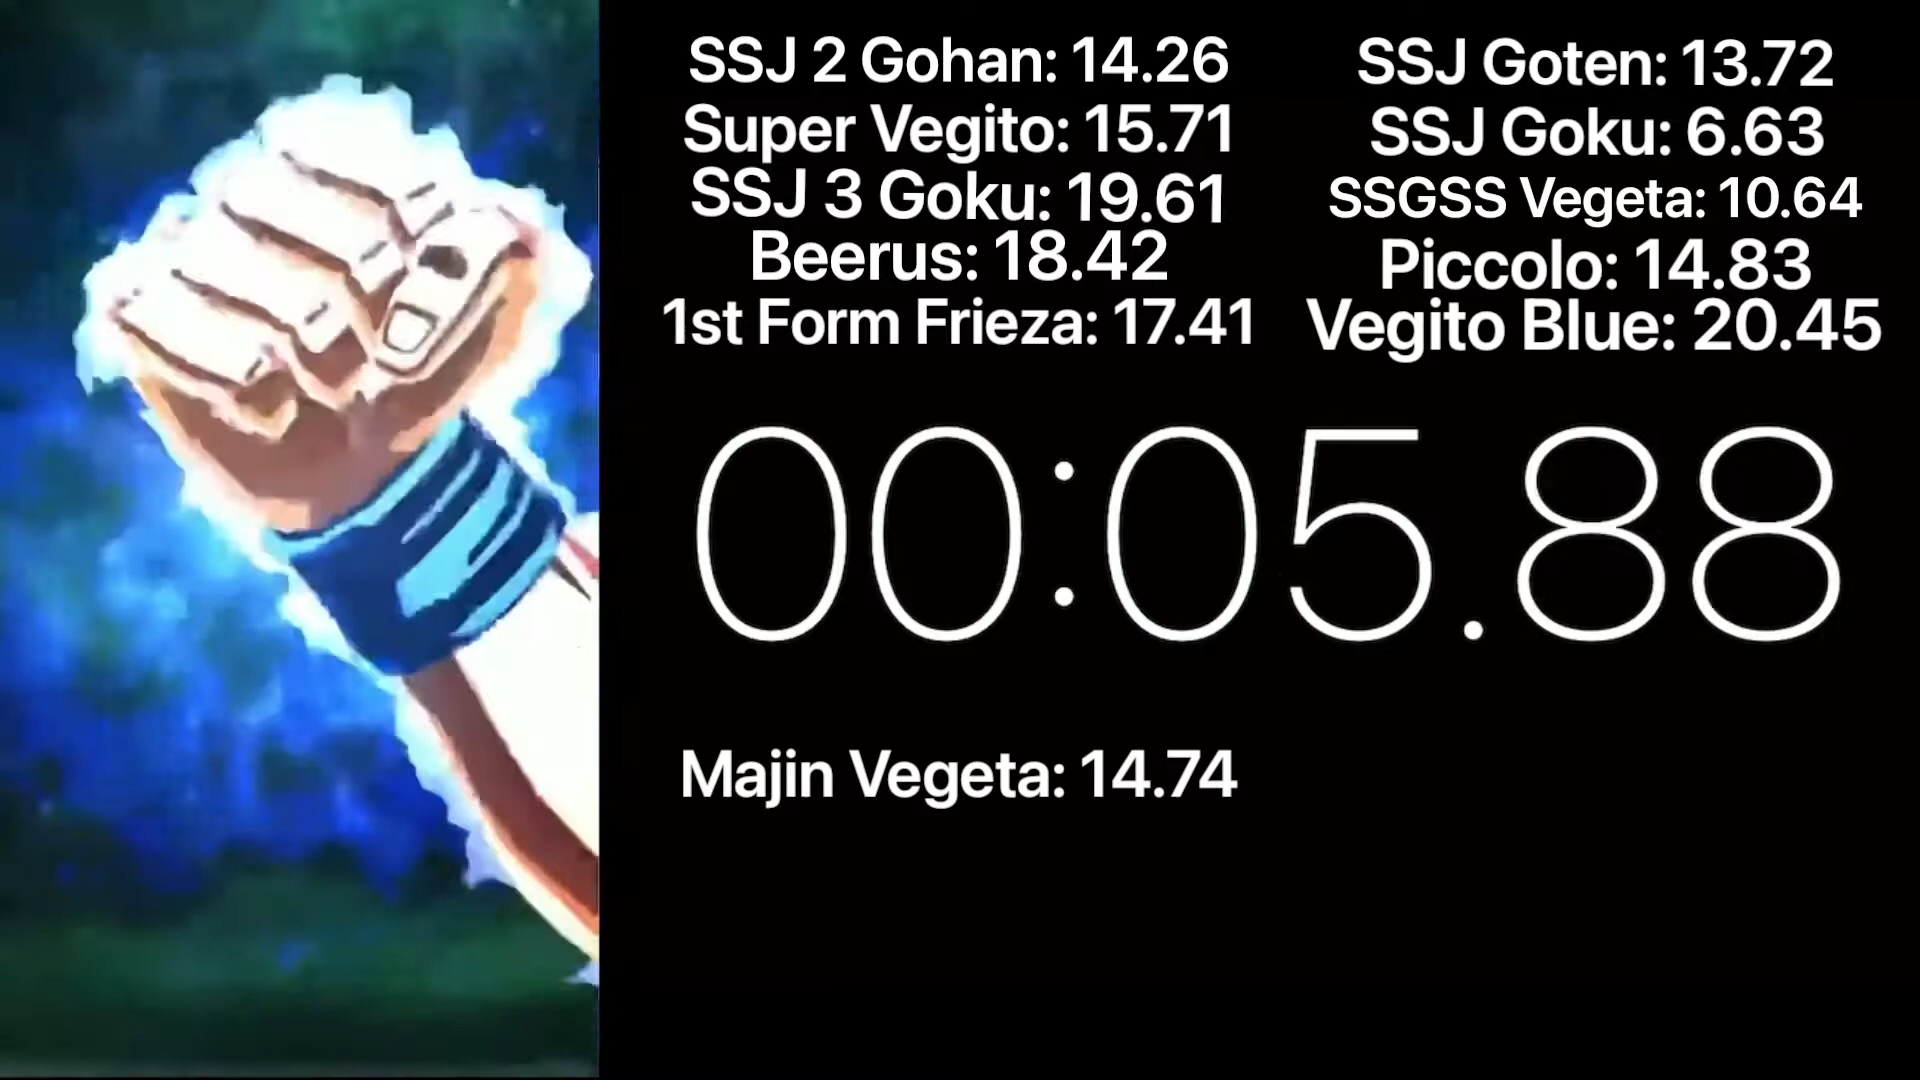 SSJ 2 Gohan: 14.26
Super Vegito: 15.71
SSJ 3 Goku: 19.61
Beerus: 18.42
1st Form Frieza: 17.41
SSJ Goten: 13.72
SSJ Goku: 6.63
SSGSS Vegeta: 10.64
Piccolo: 14.83
Vegito Blue: 20.45
00:05.88
Majin Vegeta: 14.74